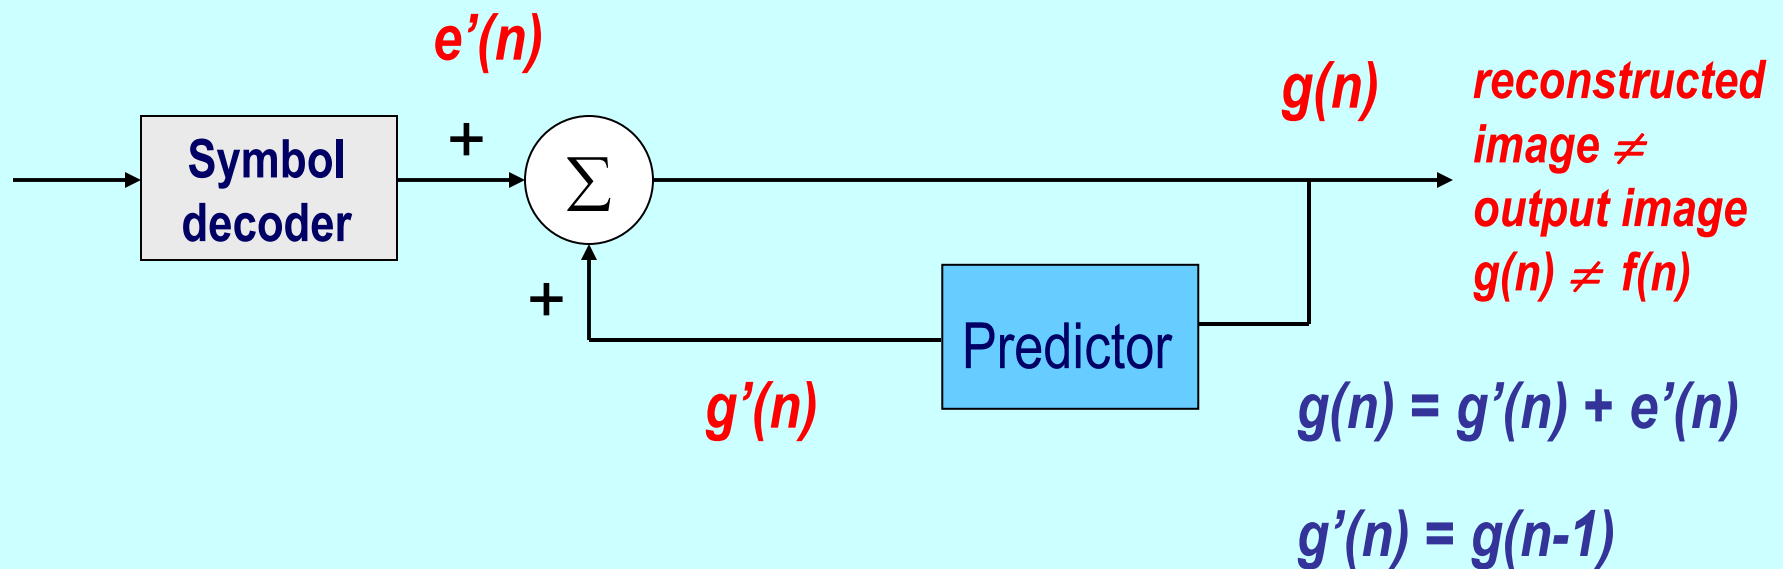 e’(n)
g(n)
reconstructed
image ≠
output image
g(n) ≠ f(n)
+
Symbol
decoder
Σ
+
Predictor
g’(n)
g(n) = g’(n) + e’(n)
g’(n) = g(n-1)